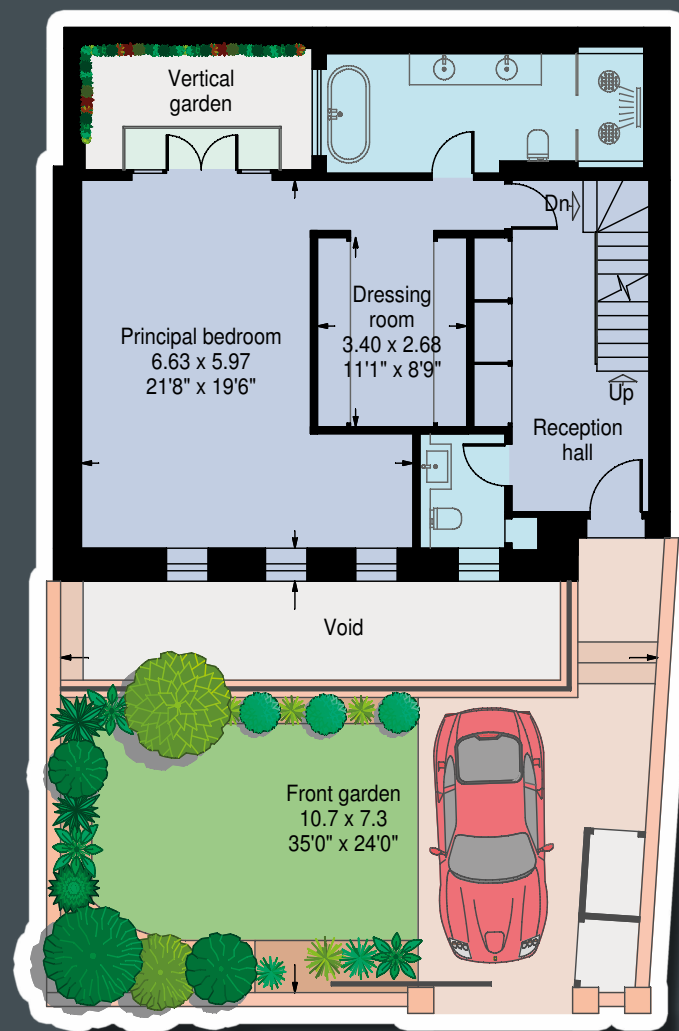 Vertical
garden
Dn
Dressing
room
3.40 x 2.68
11'1" x 8'9"
Principal bedroom
6.63 x 5.97
21'8" x 19'6"
Up
Reception
hall
Void
Front garden
10.7 x 7.3
35'0" x 24'0"